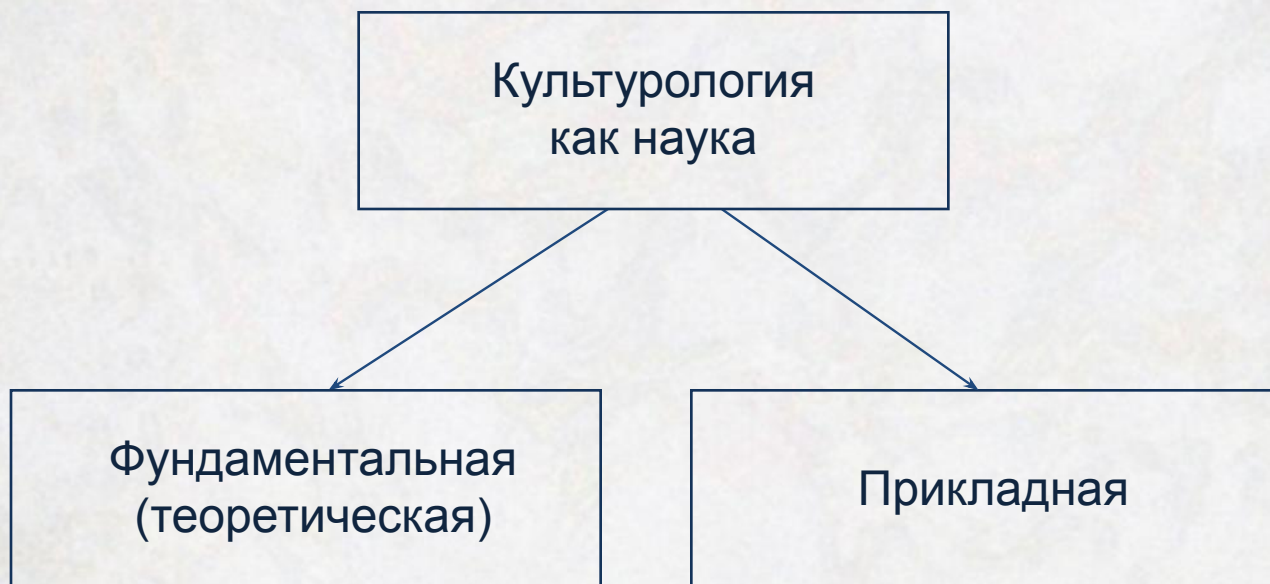 Культурология
как наука
Фундаментальная
(теоретическая)
Прикладная